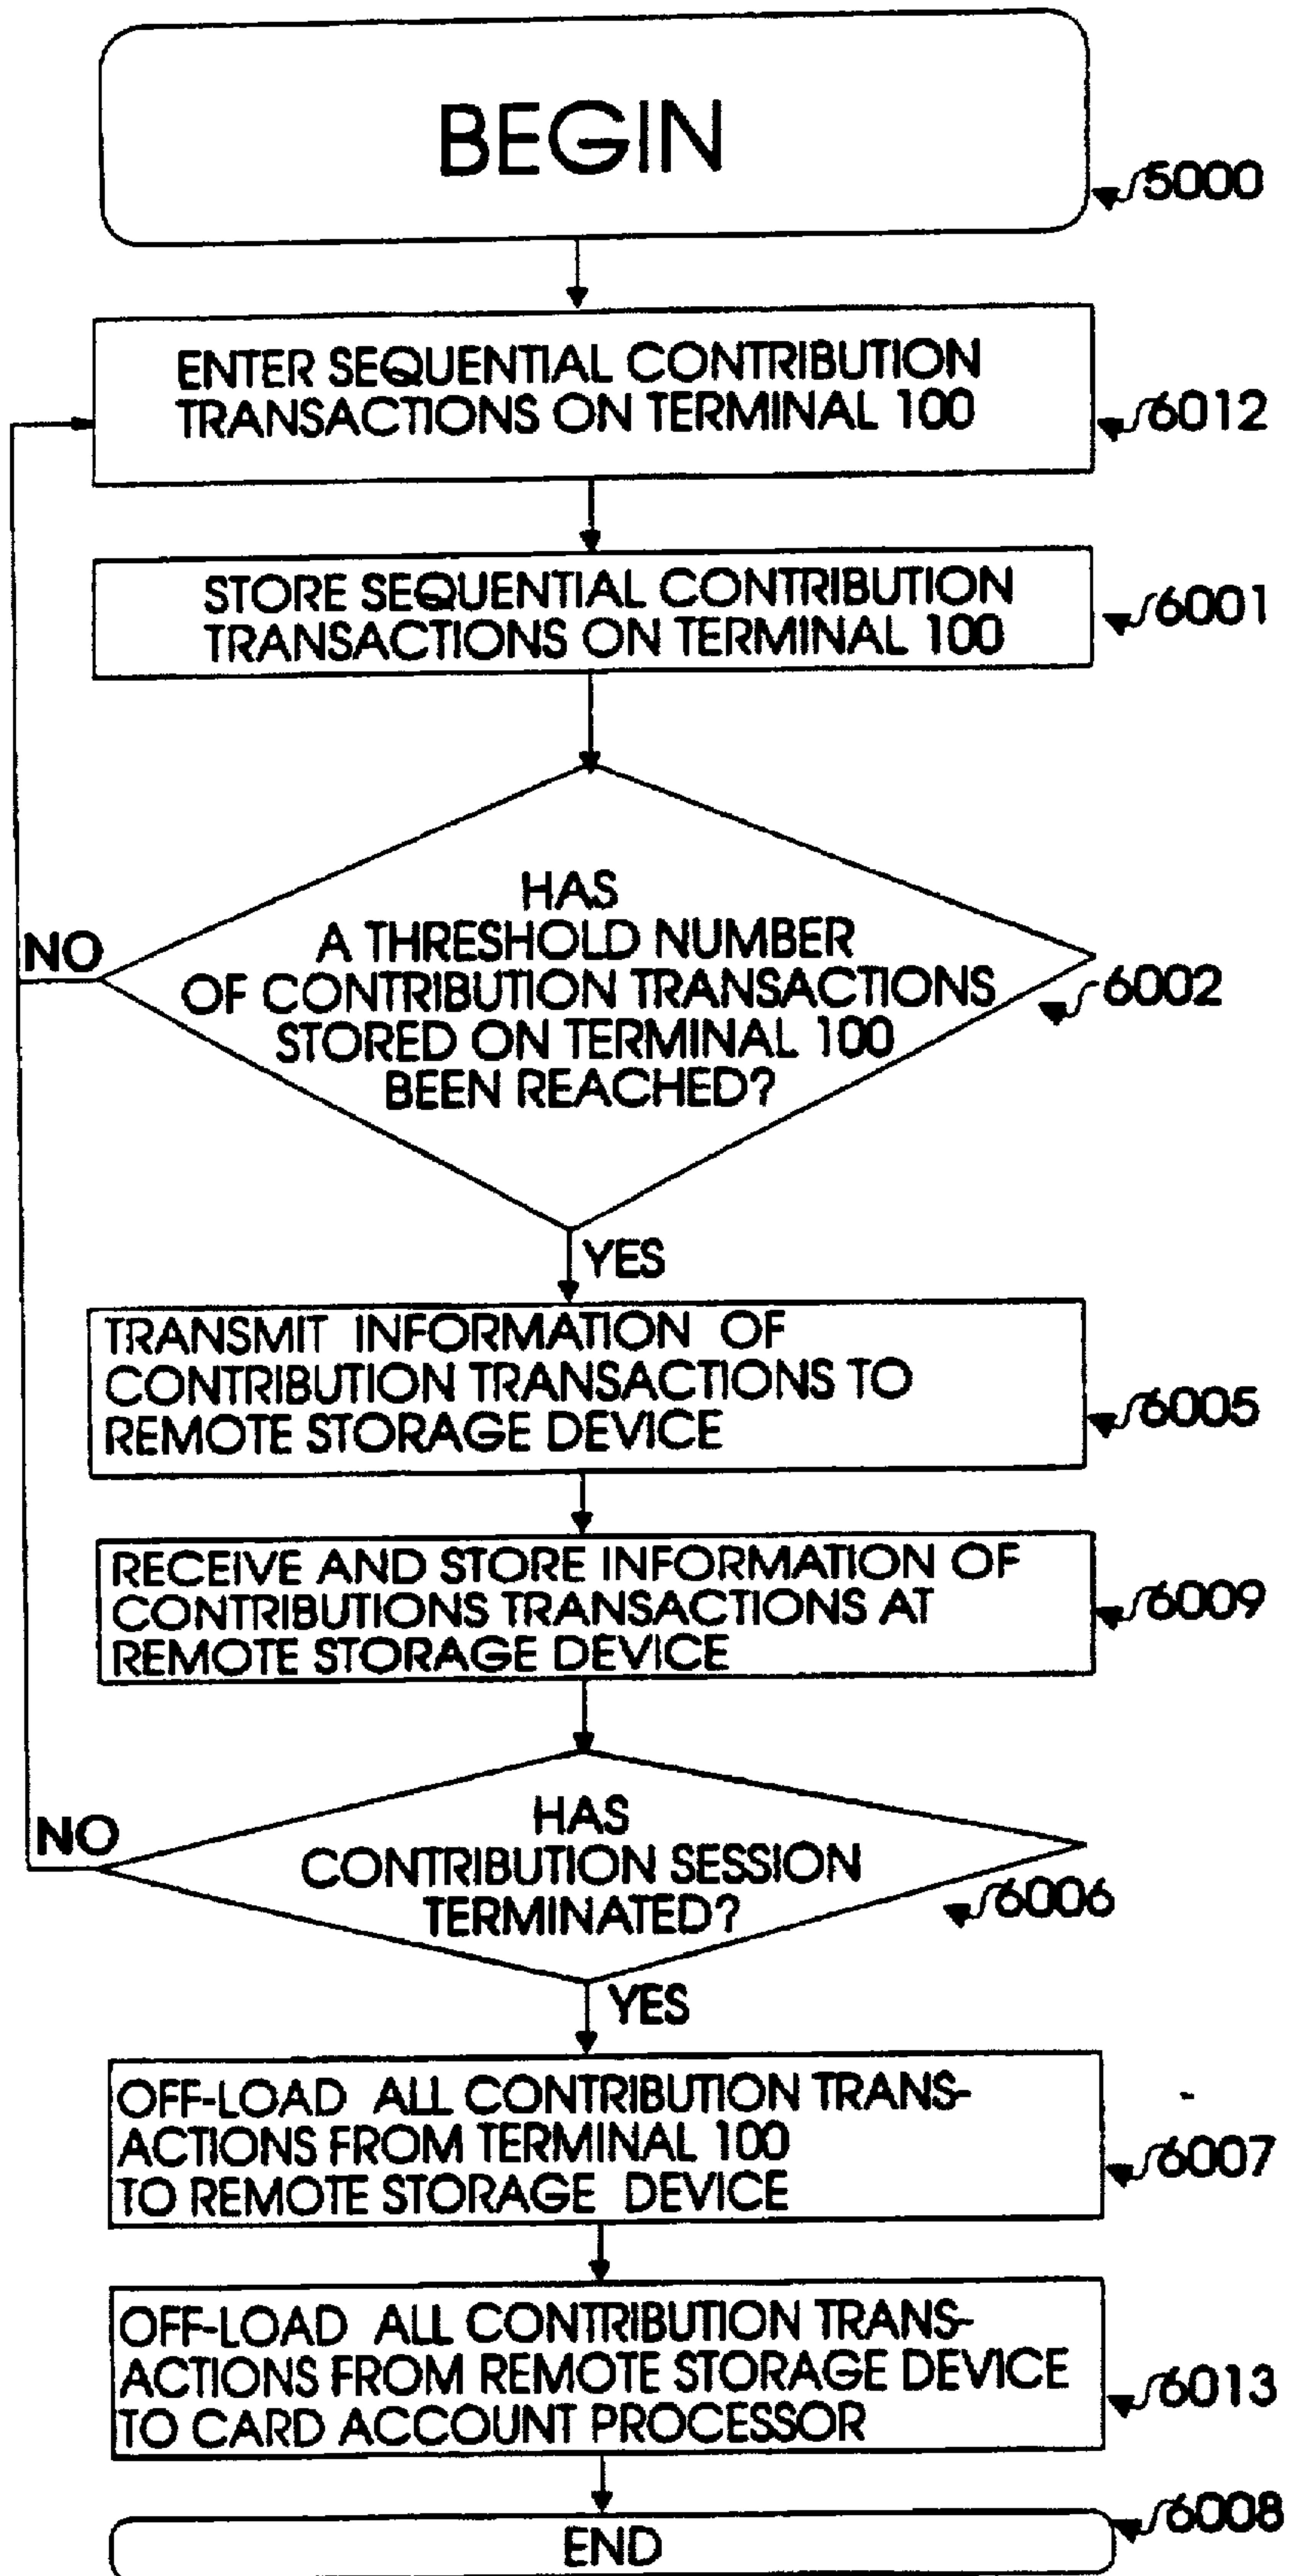 BEGIN
5000
ENTER SEQUENTIAL CONTRIBUTION
TRANSACTIONS ON TERMINAL 100
6012
STORE SEQUENTIAL CONTRIBUTION
TRANSACTIONS ON TERMINAL 100
6001
HAS
A THRESHOLD NUMBER
OF CONTRIBUTION TRANSACTIONS
STORED ON TERMINAL 100
BEEN REACHED?
NO
6002
YES
TRANSMIT INFORMATION OF
CONTRIBUTION TRANSACTIONS TO
REMOTE STORAGE DEVICE
6005
RECEIVE AND STORE INFORMATION OF
CONTRIBUTIONS TRANSACTIONS AT
REMOTE STORAGE DEVICE
6009
HAS
CONTRIBUTION SESSION
TERMINATED?
NO
6006
YES
OFF-LOAD ALL CONTRIBUTION TRANS-
ACTIONS FROM TERMINAL 100
TO REMOTE STORAGE DEVICE
6007
OFF-LOAD ALL CONTRIBUTION TRANS-
ACTIONS FROM REMOTE STORAGE DEVICE
TO CARD ACCOUNT PROCESSOR
6013
END
6008